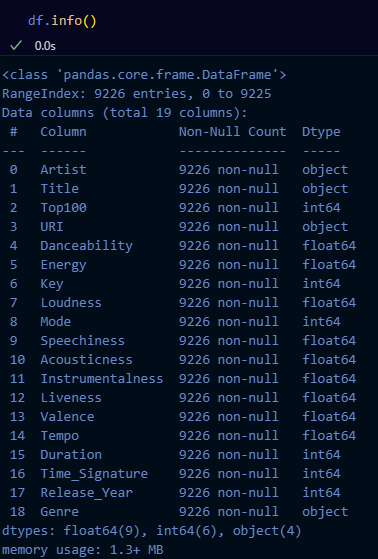 df.info()
✓ 0.0s
<class 'pandas.core.frame.DataFrame'>
RangeIndex: 9226 entries, 0 to 9225
Data columns (total 19 columns):
 #   Column            Non-Null Count  Dtype
---  ------            --------------  -----
 0   Artist            9226 non-null   object
 1   Title             9226 non-null   object
 2   Top100            9226 non-null   int64
 3   URI               9226 non-null   object
 4   Danceability      9226 non-null   float64
 5   Energy            9226 non-null   float64
 6   Key               9226 non-null   int64
 7   Loudness          9226 non-null   float64
 8   Mode              9226 non-null   int64
 9   Speechiness       9226 non-null   float64
 10  Acousticness      9226 non-null   float64
 11  Instrumentalness  9226 non-null   float64
 12  Liveness          9226 non-null   float64
 13  Valence           9226 non-null   float64
 14  Tempo             9226 non-null   float64
 15  Duration          9226 non-null   int64
 16  Time_Signature    9226 non-null   int64
 17  Release_Year      9226 non-null   int64
 18  Genre             9226 non-null   object
dtypes: float64(9), int64(6), object(4)
memory usage: 1.3+ MB